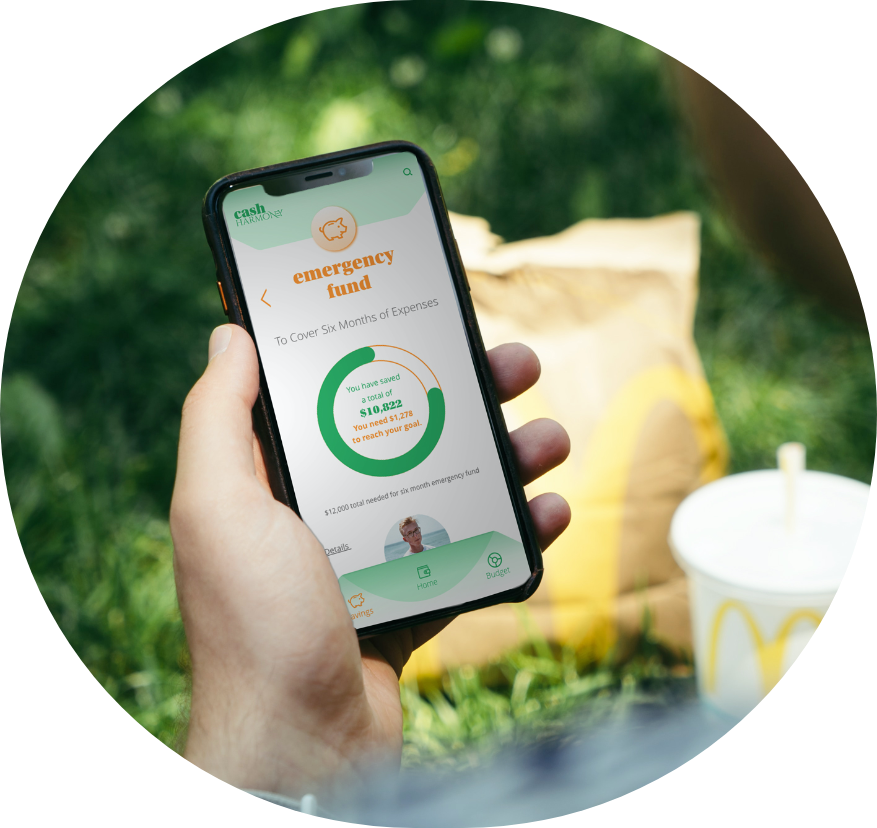 cash
HARMONY
emergency
fund
To Cover Six Months of Expenses
You have saved
a total of
$10,822
You need $1,278
to reach your goal.
$12,000 total needed for six month emergency fund
Details
Home
Budget
avings